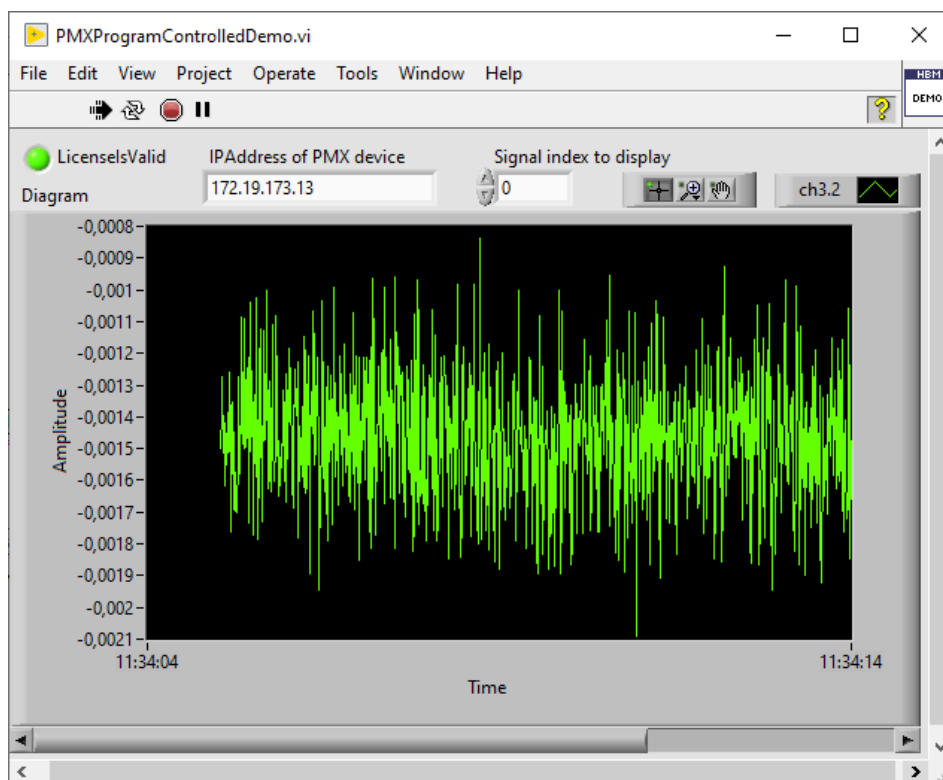 PMXProgramControlledDemo.vi
File Edit View Project Operate Tools Window Help
HBM
DEMO
LicenseIsValid
IPAddress of PMX device
Signal index to display
172.19.173.13
0
ch3.2
Diagram
-0,0008
-0,0009
-0,001
-0,0011
-0,0012
-0,0013
-0,0014
-0,0015
-0,0016
-0,0017
-0,0018
-0,0019
-0,002
-0,0021
Amplitude
11:34:04
11:34:14
Time